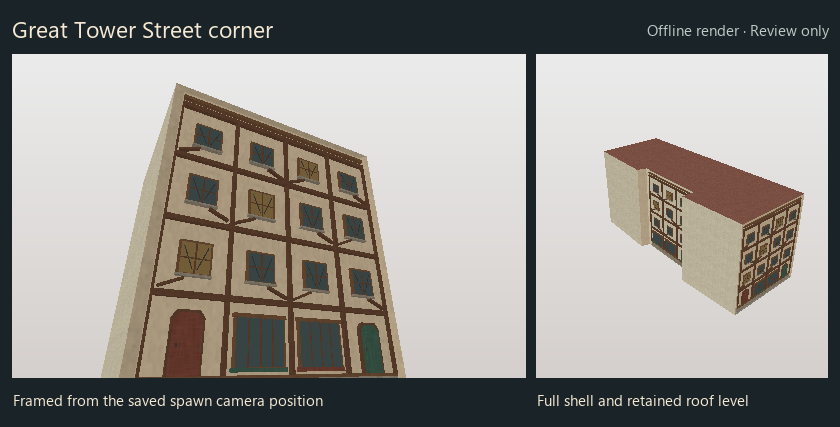 Great Tower Street corner
Offline render · Review only
Framed from the saved spawn camera position
Full shell and retained roof level